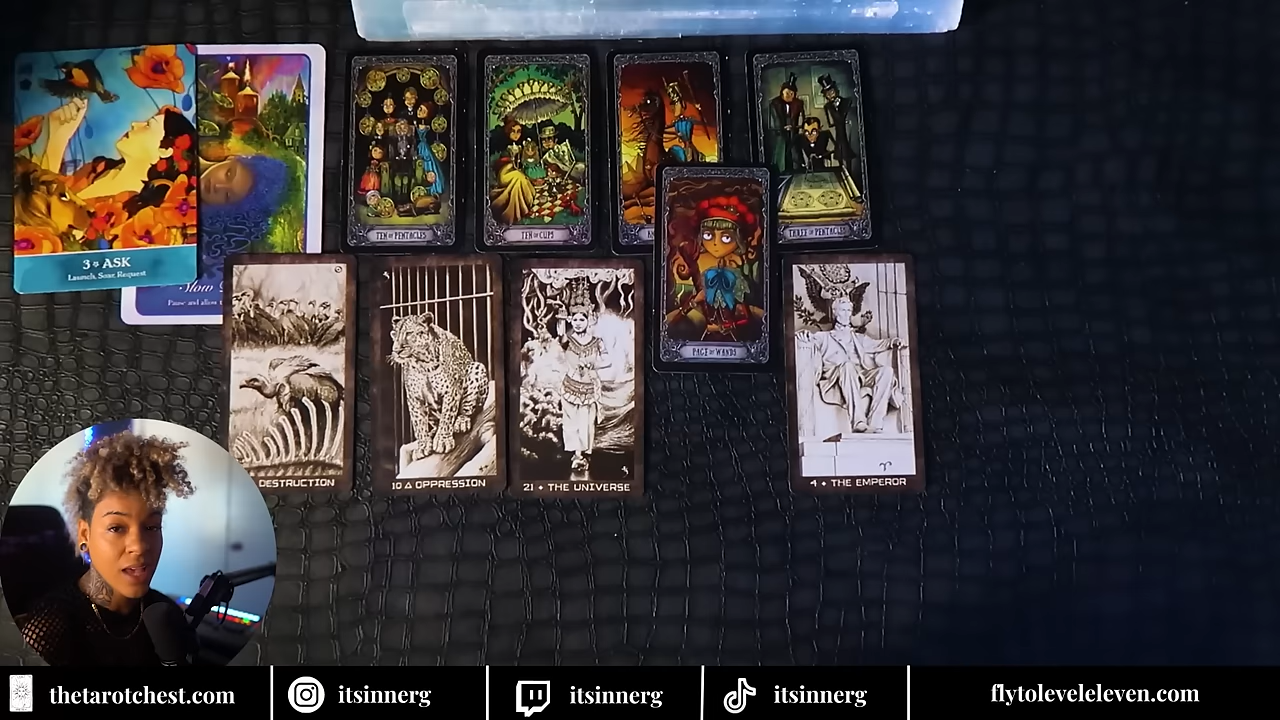 TEN OF PENTACLES
TEN OF CUPS
THREE OF PENTACLES
3 ASK
Launch, Soar, Request
Slow
Pause and allow
PAGE OF WANDS
DESTRUCTION
10 OPPRESSION
21 THE UNIVERSE
4 THE EMPEROR
thetarotchest.com
itsinnerg
itsinnerg
itsinnerg
flytoleveleleven.com